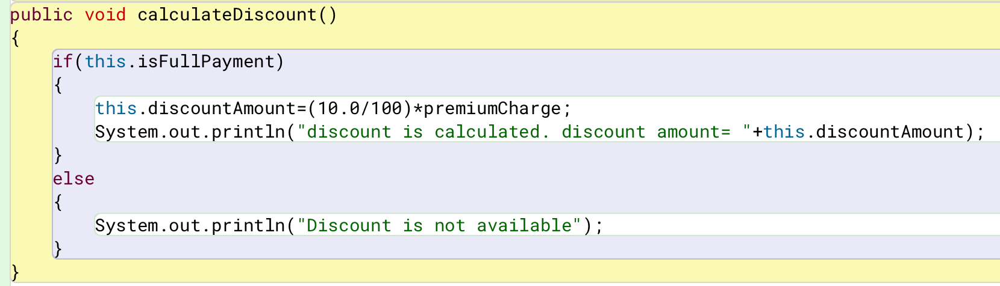 public void calculateDiscount()
{
if(this.isFullPayment)
{
this.discountAmount=(10.0/100)*premiumCharge;
System.out.println("discount is calculated. discount amount= "+this.discountAmount);
}
else
{
System.out.println("Discount is not available");
}
}